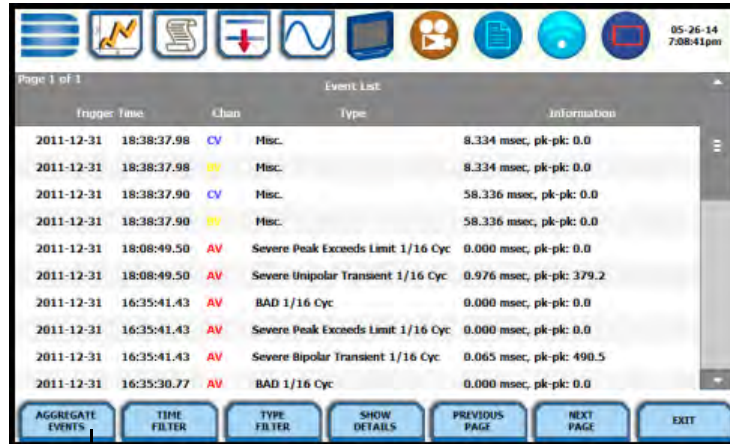 05-26-14
7:08:41pm
Page 1 of 1
Event List
Trigger Time Chan Type Information
2011-12-31 18:38:37.98 CV Misc. 8.334 msec, pk-pk: 0.0
2011-12-31 18:38:37.98 BV Misc. 8.334 msec, pk-pk: 0.0
2011-12-31 18:38:37.90 CV Misc. 58.336 msec, pk-pk: 0.0
2011-12-31 18:38:37.90 BV Misc. 58.336 msec, pk-pk: 0.0
2011-12-31 18:08:49.50 AV Severe Peak Exceeds Limit 1/16 Cyc 0.000 msec, pk-pk: 0.0
2011-12-31 18:08:49.50 AV Severe Unipolar Transient 1/16 Cyc 0.976 msec, pk-pk: 379.2
2011-12-31 16:35:41.43 AV BAD 1/16 Cyc 0.000 msec, pk-pk: 0.0
2011-12-31 16:35:41.43 AV Severe Peak Exceeds Limit 1/16 Cyc 0.000 msec, pk-pk: 0.0
2011-12-31 16:35:41.43 AV Severe Bipolar Transient 1/16 Cyc 0.065 msec, pk-pk: 490.5
2011-12-31 16:35:30.77 AV BAD 1/16 Cyc 0.000 msec, pk-pk: 0.0
AGGREGATE EVENTS
TIME FILTER
TYPE FILTER
SHOW DETAILS
PREVIOUS PAGE
NEXT PAGE
EXIT